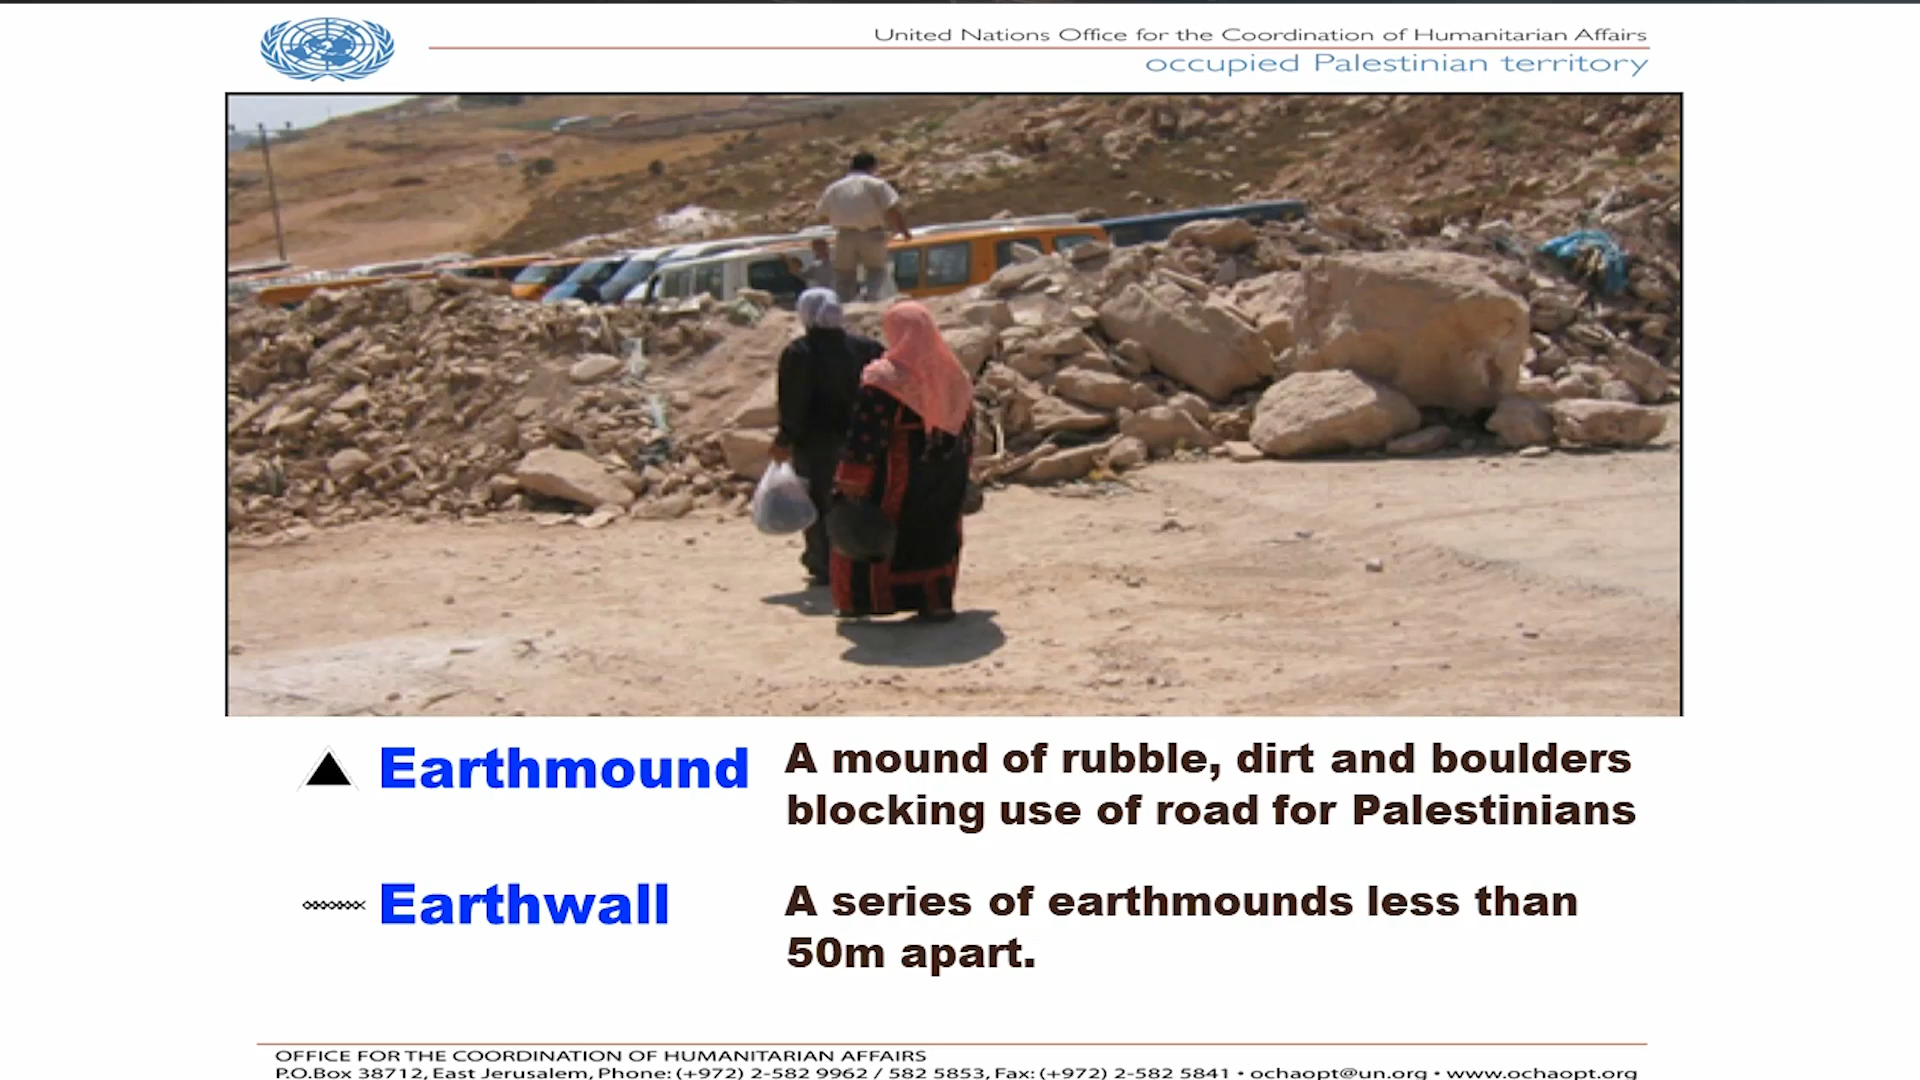 United Nations Office for the Coordination of Humanitarian Affairs
occupied Palestinian territory
Earthmound
A mound of rubble, dirt and boulders
blocking use of road for Palestinians
Earthwall
A series of earthmounds less than
50m apart.
OFFICE FOR THE COORDINATION OF HUMANITARIAN AFFAIRS
P.O.Box 38712, East Jerusalem, Phone: (+972) 2-582 9962 / 582 5853, Fax: (+972) 2-582 5841 • ochaopt@un.org • www.ochaopt.org